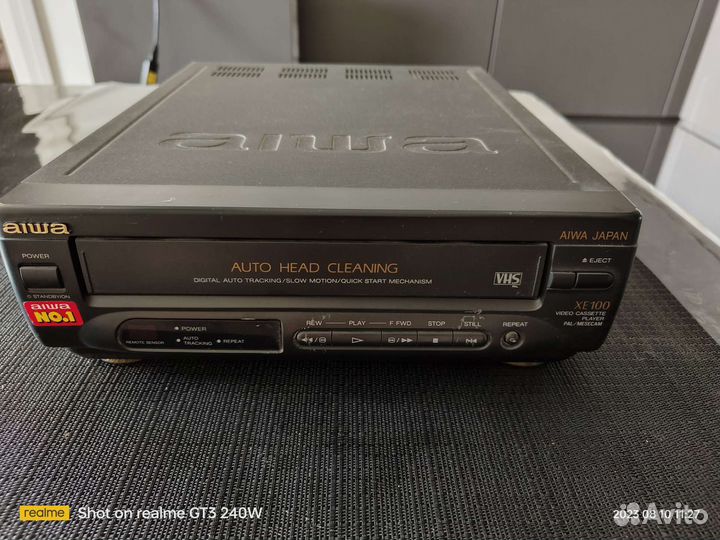 aiwa
aiwa
AIWA JAPAN
POWER
AUTO HEAD CLEANING
DIGITAL AUTO TRACKING/SLOW MOTION/QUICK START MECHANISM
VHS
EJECT
STANDBY/ON
aiwa
NO.1
XE100
VIDEO CASSETTE
PLAYER
PAL/MESECAM
POWER
AUTO
TRACKING
REPEAT
REMOTE SENSOR
REW PLAY F FWD STOP STILL REPEAT
realme Shot on realme GT3 240W
2023 08 10 11:27
Avito